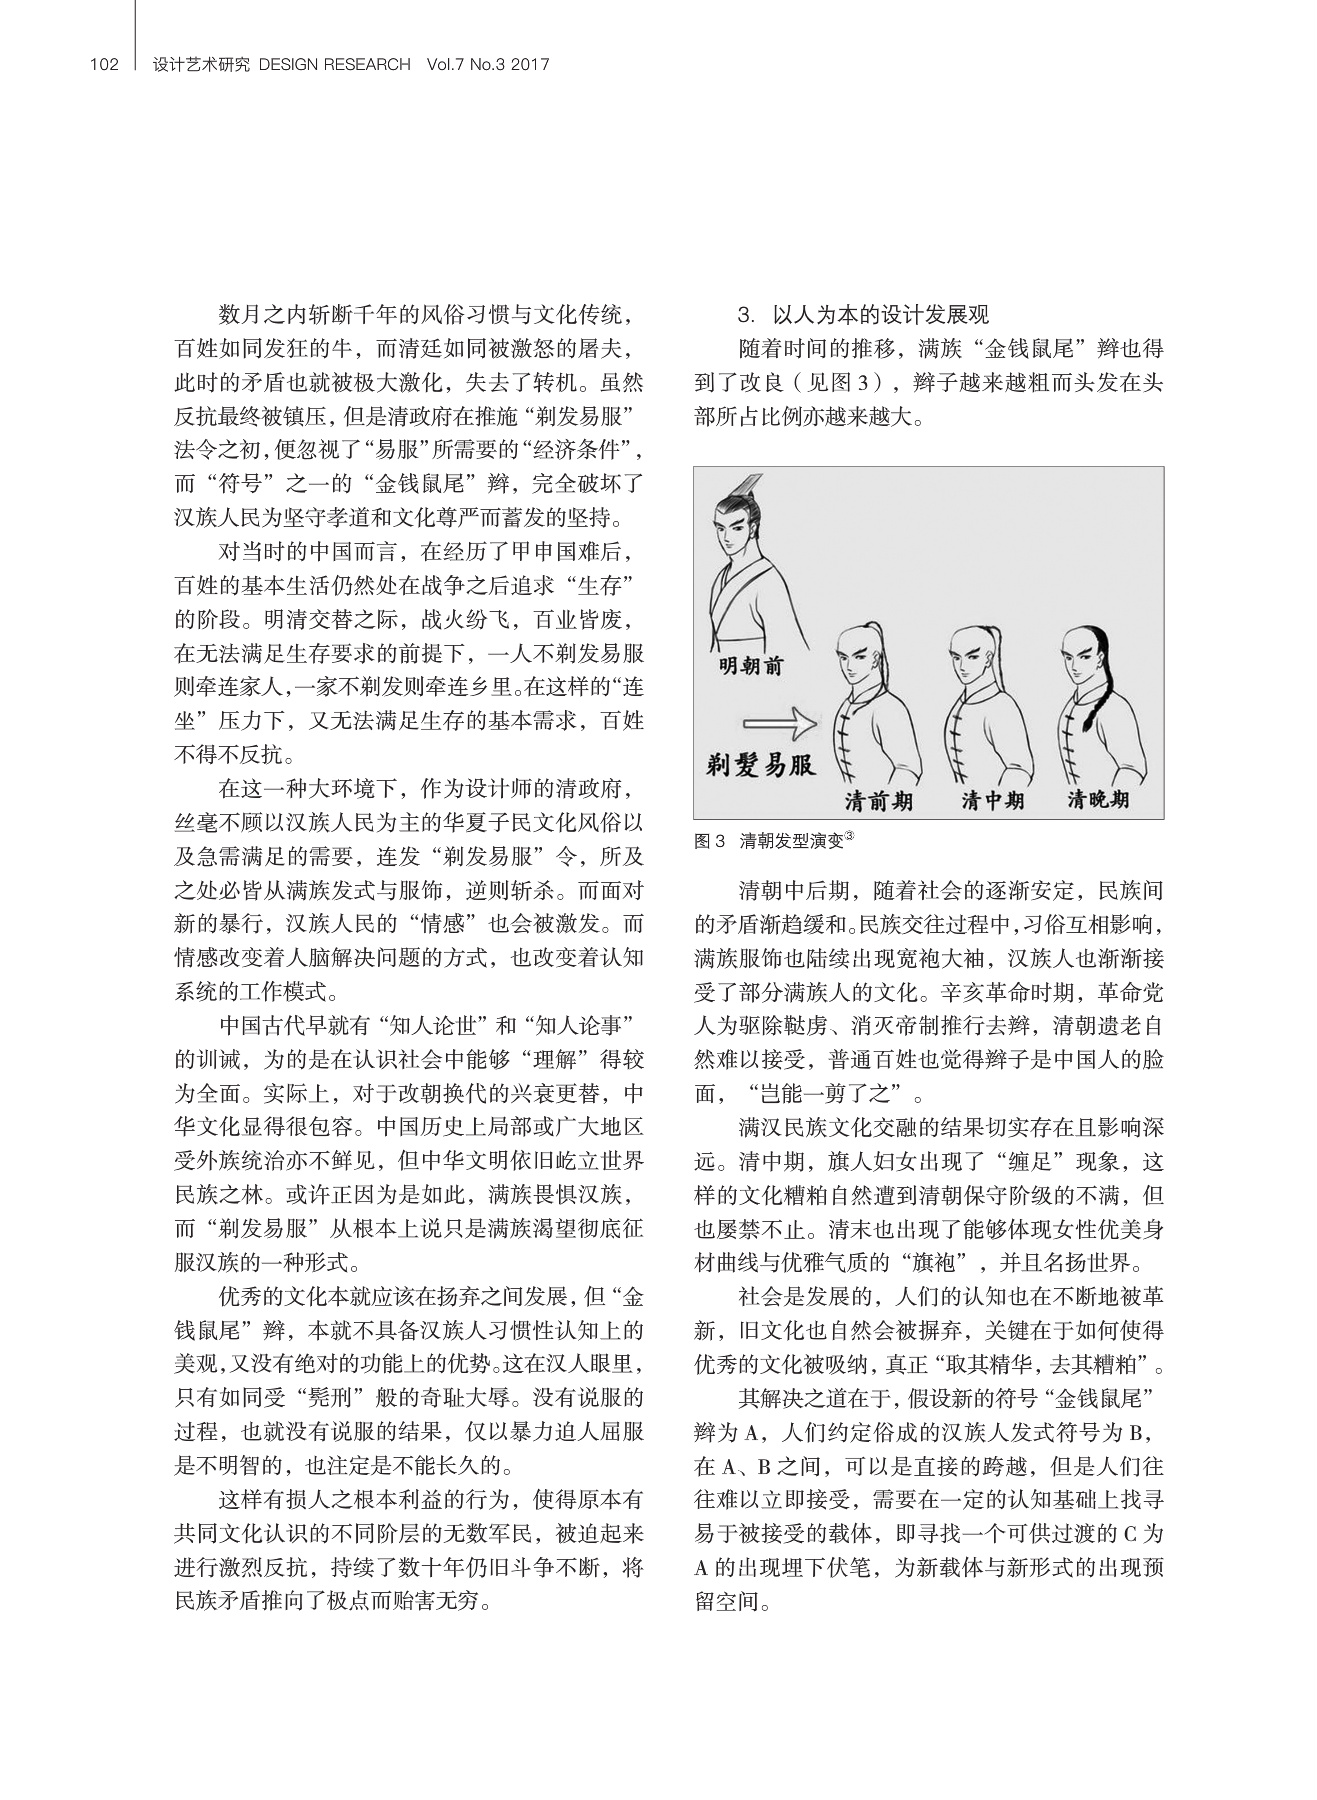 102 设计艺术研究 DESIGN RESEARCH Vol.7 No.3 2017
数月之内斩断千年的风俗习惯与文化传统，
百姓如同发狂的牛，而清廷如同被激怒的屠夫，
此时的矛盾也就被极大激化，失去了转机。虽然
反抗最终被镇压，但是清政府在推施“剃发易服”
法令之初，便忽视了“易服”所需要的“经济条件”，
而“符号”之一的“金钱鼠尾”辫，完全破坏了
汉族人民为坚守孝道和文化尊严而蓄发的坚持。
对当时的中国而言，在经历了甲申国难后，
百姓的基本生活仍然处在战争之后追求“生存”
的阶段。明清交替之际，战火纷飞，百业皆废，
在无法满足生存要求的前提下，一人不剃发易服
则牵连家人，一家不剃发则牵连乡里。在这样的“连
坐”压力下，又无法满足生存的基本需求，百姓
不得不反抗。
在这一种大环境下，作为设计师的清政府，
丝毫不顾以汉族人民为主的华夏子民文化风俗以
及急需满足的需要，连发“剃发易服”令，所及
之处必皆从满族发式与服饰，逆则斩杀。而面对
新的暴行，汉族人民的“情感”也会被激发。而
情感改变着人脑解决问题的方式，也改变着认知
系统的工作模式。
中国古代早就有“知人论世”和“知人论事”
的训诫，为的是在认识社会中能够“理解”得较
为全面。实际上，对于改朝换代的兴衰更替，中
华文化显得很包容。中国历史上局部或广大地区
受外族统治亦不鲜见，但中华文明依旧屹立世界
民族之林。或许正因为是如此，满族畏惧汉族，
而“剃发易服”从根本上说只是满族渴望彻底征
服汉族的一种形式。
优秀的文化本就应该在扬弃之间发展，但“金
钱鼠尾”辫，本就不具备汉族人习惯性认知上的
美观，又没有绝对的功能上的优势。这在汉人眼里，
只有如同受“髡刑”般的奇耻大辱。没有说服的
过程，也就没有说服的结果，仅以暴力迫人屈服
是不明智的，也注定是不能长久的。
这样有损人之根本利益的行为，使得原本有
共同文化认识的不同阶层的无数军民，被迫起来
进行激烈反抗，持续了数十年仍旧斗争不断，将
民族矛盾推向了极点而贻害无穷。
3. 以人为本的设计发展观
随着时间的推移，满族“金钱鼠尾”辫也得
到了改良（见图 3），辫子越来越粗而头发在头
部所占比例亦越来越大。
明朝前
剃髮易服
清前期
清中期
清晚期
图 3 清朝发型演变③
清朝中后期，随着社会的逐渐安定，民族间
的矛盾渐趋缓和。民族交往过程中，习俗互相影响，
满族服饰也陆续出现宽袍大袖，汉族人也渐渐接
受了部分满族人的文化。辛亥革命时期，革命党
人为驱除鞑虏、消灭帝制推行去辫，清朝遗老自
然难以接受，普通百姓也觉得辫子是中国人的脸
面，“岂能一剪了之”。
满汉民族文化交融的结果切实存在且影响深
远。清中期，旗人妇女出现了“缠足”现象，这
样的文化糟粕自然遭到清朝保守阶级的不满，但
也屡禁不止。清末也出现了能够体现女性优美身
材曲线与优雅气质的“旗袍”，并且名扬世界。
社会是发展的，人们的认知也在不断地被革
新，旧文化也自然会被摒弃，关键在于如何使得
优秀的文化被吸纳，真正“取其精华，去其糟粕”。
其解决之道在于，假设新的符号“金钱鼠尾”
辫为 A，人们约定俗成的汉族人发式符号为 B，
在 A、B 之间，可以是直接的跨越，但是人们往
往难以立即接受，需要在一定的认知基础上找寻
易于被接受的载体，即寻找一个可供过渡的 C 为
A 的出现埋下伏笔，为新载体与新形式的出现预
留空间。